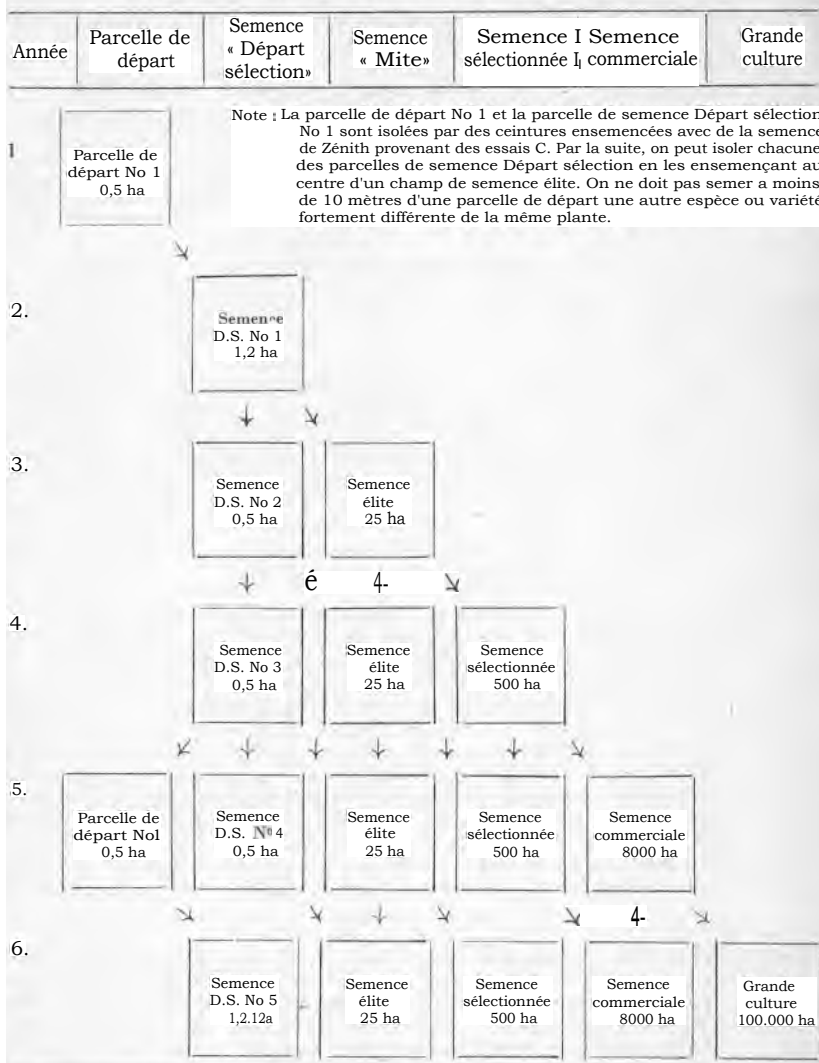 Année
Parcelle de
départ
Semence
« Départ
sélection»
Semence
« Mite»
Semence I Semence
sélectionnée I, commerciale
Grande
culture
Note : La parcelle de départ No 1 et la parcelle de semence Départ sélection
No 1 sont isolées par des ceintures ensemencées avec de la semence
de Zénith provenant des essais C. Par la suite, on peut isoler chacune
des parcelles de semence Départ sélection en les ensemençant au
centre d'un champ de semence élite. On ne doit pas semer a moins
de 10 mètres d'une parcelle de départ une autre espèce ou variété
fortement différente de la même plante.
1
Parcelle de
départ No 1
0,5 ha
2.
Semence
D.S. No 1
1,2 ha
3.
Semence
D.S. No 2
0,5 ha
Semence
élite
25 ha
é 4-
4.
Semence
D.S. No 3
0,5 ha
Semence
élite
25 ha
Semence
sélectionnée
500 ha
5.
Parcelle de
départ Nol
0,5 ha
Semence
D.S. No 4
0,5 ha
Semence
élite
25 ha
Semence
sélectionnée
500 ha
Semence
commerciale
8000 ha
4-
6.
Semence
D.S. No 5
1,2.12a
Semence
élite
25 ha
Semence
sélectionnée
500 ha
Semence
commerciale
8000 ha
Grande
culture
100.000 ha